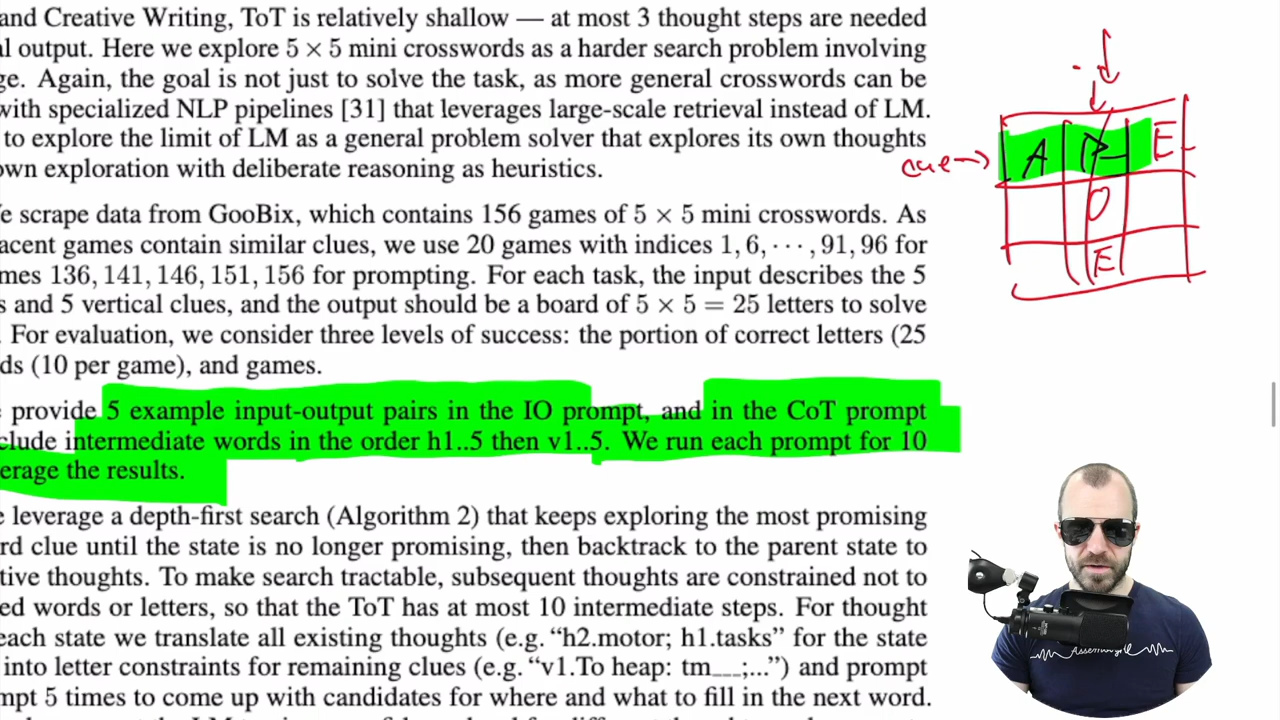 and Creative Writing, ToT is relatively shallow — at most 3 thought steps are needed
al output. Here we explore 5 × 5 mini crosswords as a harder search problem involving
ge. Again, the goal is not just to solve the task, as more general crosswords can be
with specialized NLP pipelines [31] that leverages large-scale retrieval instead of LM.
to explore the limit of LM as a general problem solver that explores its own thoughts
own exploration with deliberate reasoning as heuristics.
e scrape data from GooBix, which contains 156 games of 5 × 5 mini crosswords. As
acent games contain similar clues, we use 20 games with indices 1, 6, · · · , 91, 96 for
mes 136, 141, 146, 151, 156 for prompting. For each task, the input describes the 5
s and 5 vertical clues, and the output should be a board of 5 × 5 = 25 letters to solve
. For evaluation, we consider three levels of success: the portion of correct letters (25
ds (10 per game), and games.
provide 5 example input-output pairs in the IO prompt, and in the CoT prompt
clude intermediate words in the order h1..5 then v1..5. We run each prompt for 10
erage the results.
e leverage a depth-first search (Algorithm 2) that keeps exploring the most promising
rd clue until the state is no longer promising, then backtrack to the parent state to
tive thoughts. To make search tractable, subsequent thoughts are constrained not to
ed words or letters, so that the ToT has at most 10 intermediate steps. For thought
each state we translate all existing thoughts (e.g. “h2.motor; h1.tasks” for the state
into letter constraints for remaining clues (e.g. “v1.To heap: tm___;...”) and prompt
mpt 5 times to come up with candidates for where and what to fill in the next word.
cue
A E
O
E